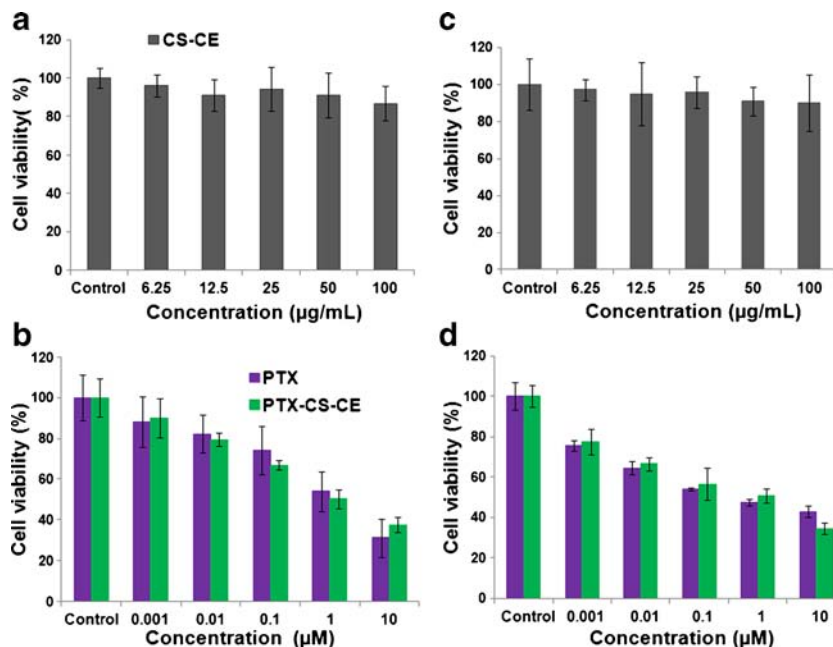 a
CS-CE
120
100
80
60
40
20
0
Cell viability( %)
Control 6.25 12.5 25 50 100
Concentration (µg/mL)
c
120
100
80
60
40
20
0
Cell viability (%)
Control 6.25 12.5 25 50 100
Concentration (µg/mL)
b
PTX
PTX-CS-CE
120
100
80
60
40
20
0
Cell viability (%)
Control 0.001 0.01 0.1 1 10
Concentration (µM)
d
120
100
80
60
40
20
0
Cell viability (%)
Control 0.001 0.01 0.1 1 10
Concentration (µM)